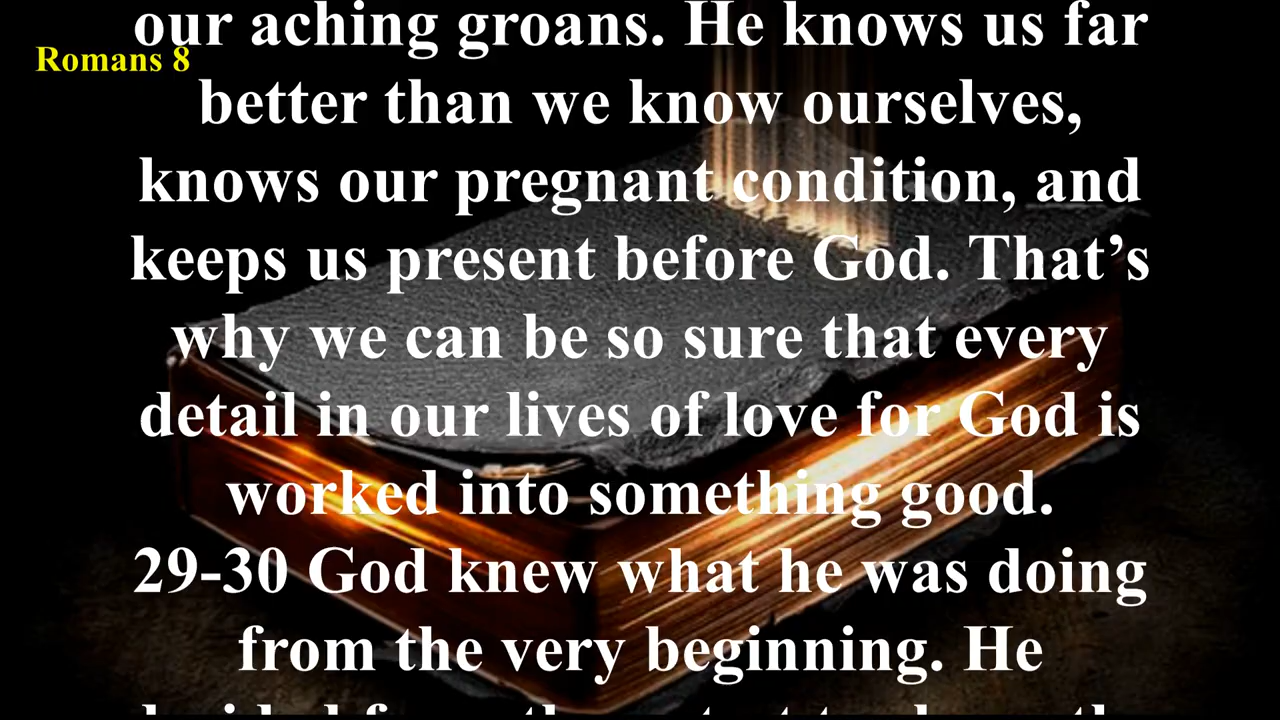 our aching groans. He knows us far
Romans 8
better than we know ourselves,
knows our pregnant condition, and
keeps us present before God. That’s
why we can be so sure that every
detail in our lives of love for God is
worked into something good.
29-30 God knew what he was doing
from the very beginning. He